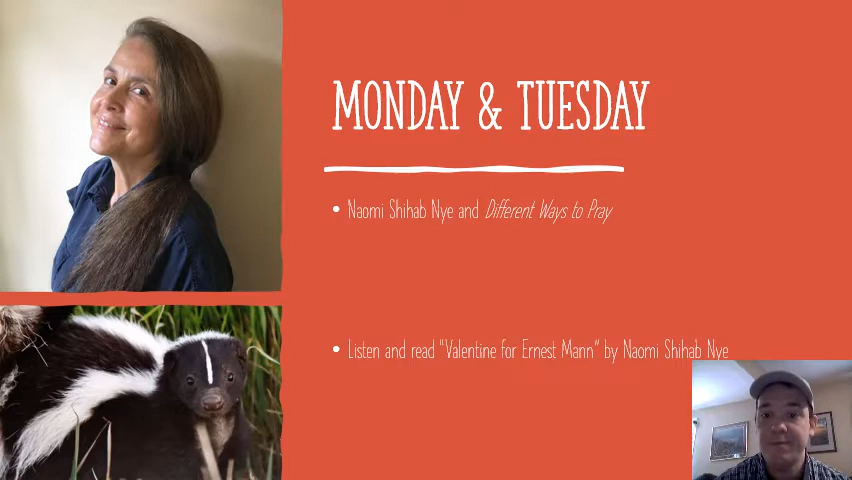 MONDAY & TUESDAY
• Naomi Shihab Nye and Different Ways to Pray
• Listen and read "Valentine for Ernest Mann" by Naomi Shihab Nye